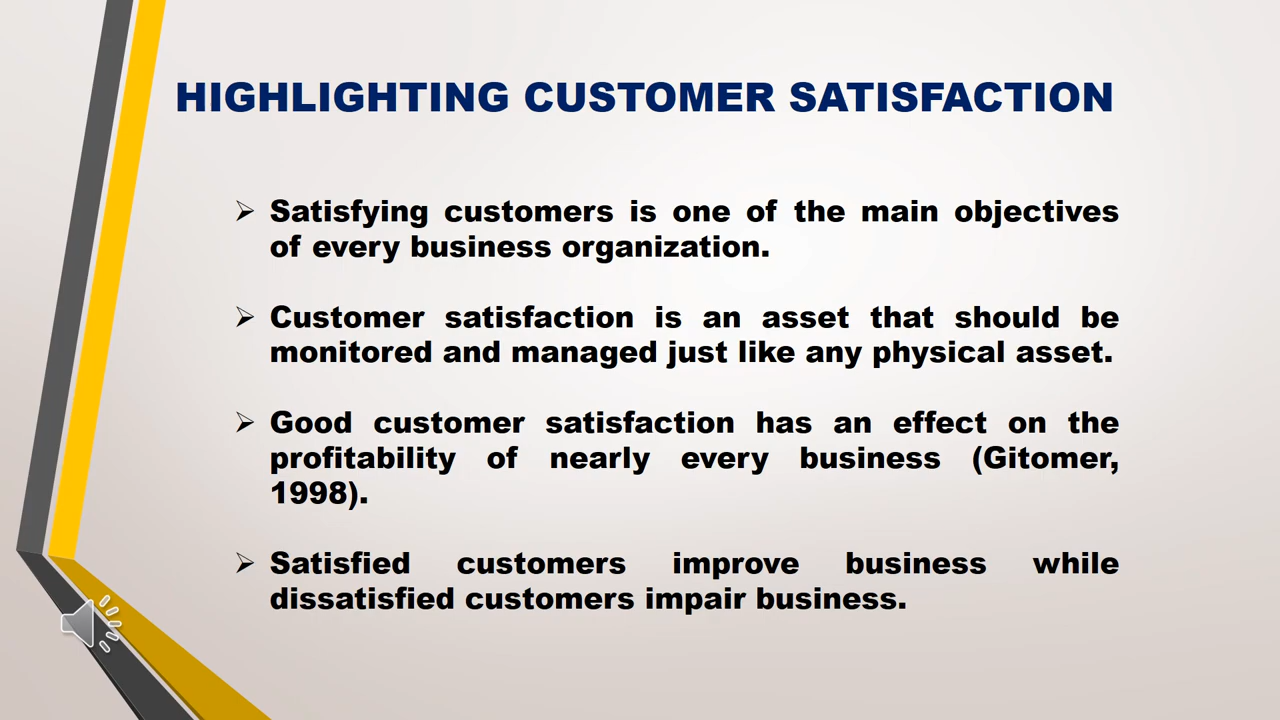 HIGHLIGHTING CUSTOMER SATISFACTION
Satisfying customers is one of the main objectives
of every business organization.
Customer satisfaction is an asset that should be
monitored and managed just like any physical asset.
Good customer satisfaction has an effect on the
profitability of nearly every business (Gitomer,
1998).
Satisfied customers improve business while
dissatisfied customers impair business.